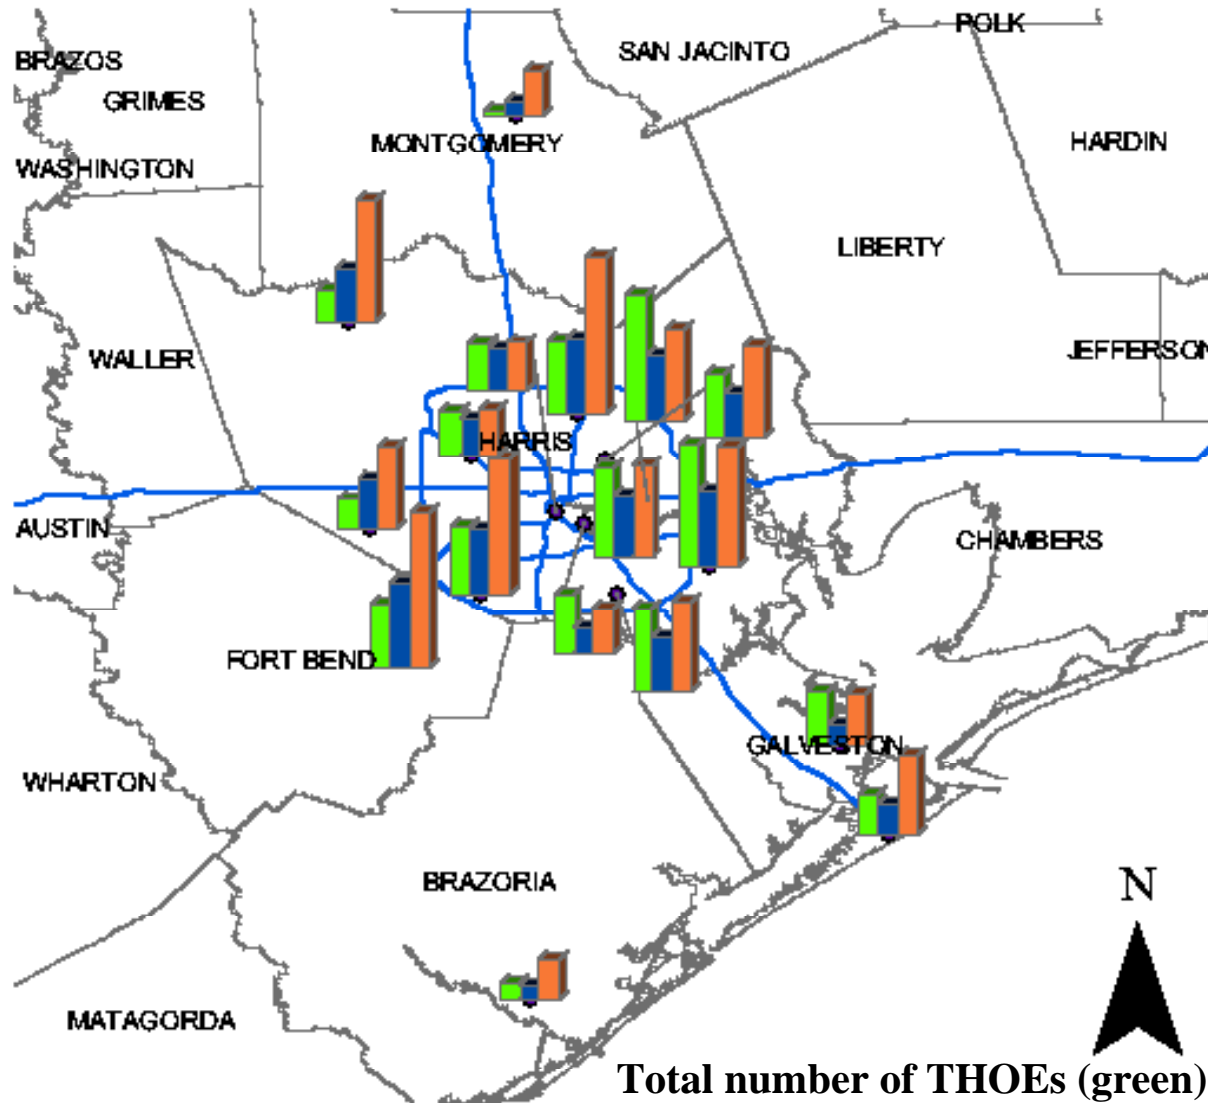 POLK
SAN JACINTO
BRAZOS
GRIMES
MONTGOMERY
HARDIN
WASHINGTON
LIBERTY
WALLER
JEFFERSON
HARRIS
AUSTIN
CHAMBERS
FORT BEND
GALVESTON
WHARTON
BRAZORIA
N
MATAGORDA
Total number of THOEs (green)